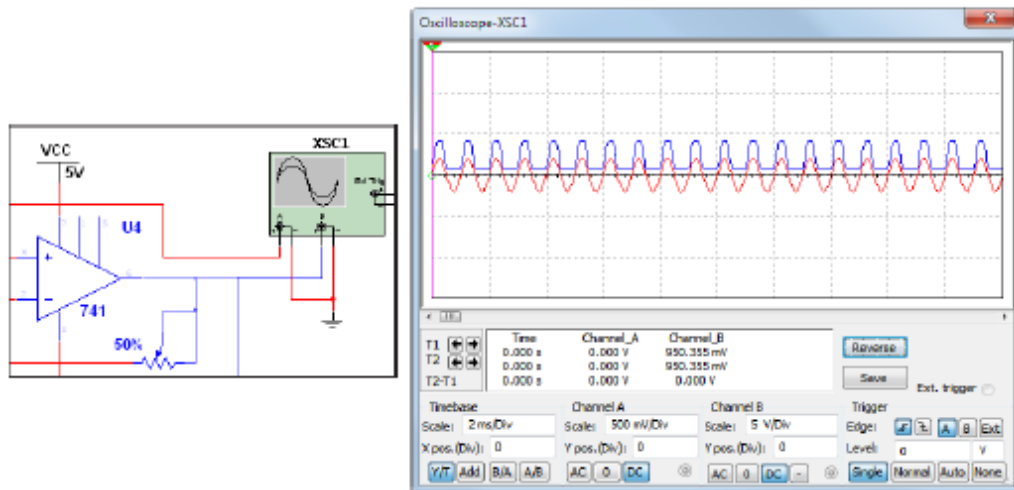 VCC
5V
U4
741
50%
XSC1
Oscilloscope-XSC1
Time Channel_A Channel_B
T1 0.000 s 0.000 V 950.355 mV
T2 0.000 s 0.000 V 950.355 mV
T2-T1 0.000 s 0.000 V 0.000 V
Reverse
Save
Ext. trigger
Timebase
Scale: 2 ms/Div
X pos.(Div): 0
Y/T Add B/A A/B
Channel A
Scale: 500 mV/Div
Y pos.(Div): 0
AC 0 DC
Channel B
Scale: 5 V/Div
Y pos.(Div): 0
AC 0 DC -
Trigger
Edge: A B Ext
Level: 0 V
Single Normal Auto None